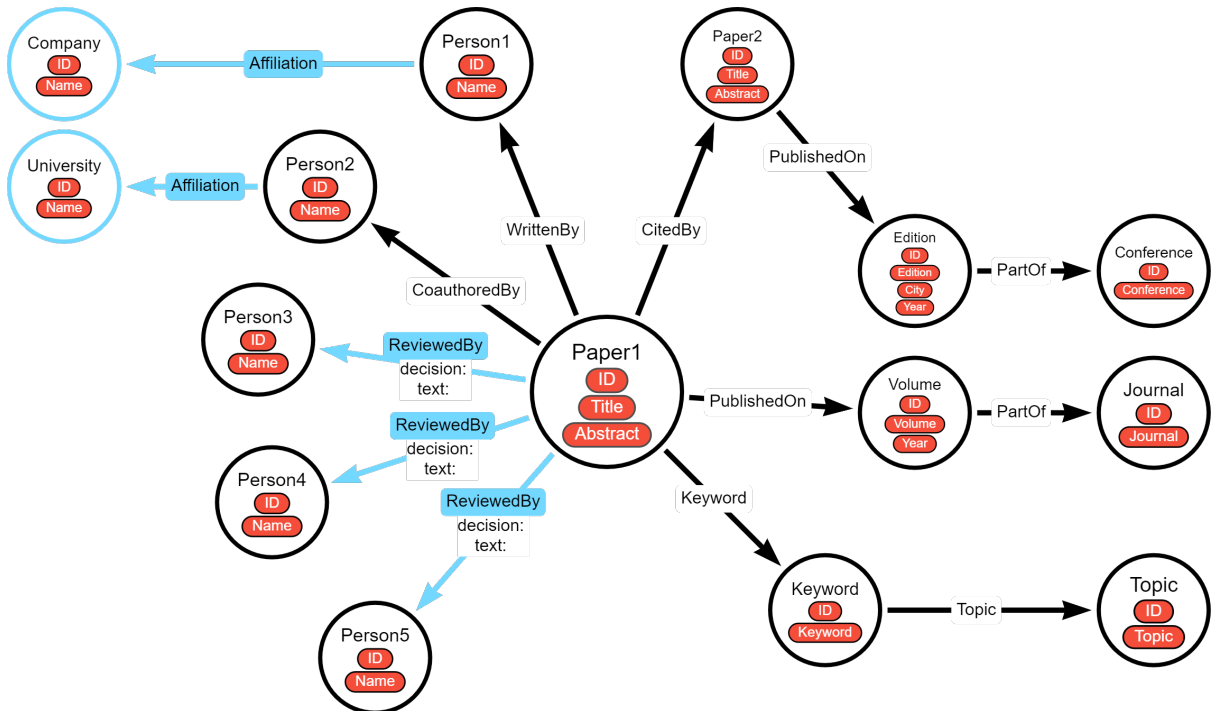 Company
ID
Name
Affiliation
Person1
ID
Name
Paper2
ID
Title
Abstract
University
ID
Name
Affiliation
Person2
ID
Name
PublishedOn
WrittenBy
CitedBy
Edition
ID
Edition
City
Year
PartOf
Conference
ID
Conference
CoauthoredBy
Person3
ID
Name
ReviewedBy
decision:
text:
Paper1
ID
Title
Abstract
PublishedOn
Volume
ID
Volume
Year
PartOf
Journal
ID
Journal
ReviewedBy
decision:
text:
Person4
ID
Name
ReviewedBy
decision:
text:
Keyword
Person5
ID
Name
Keyword
ID
Keyword
Topic
Topic
ID
Topic